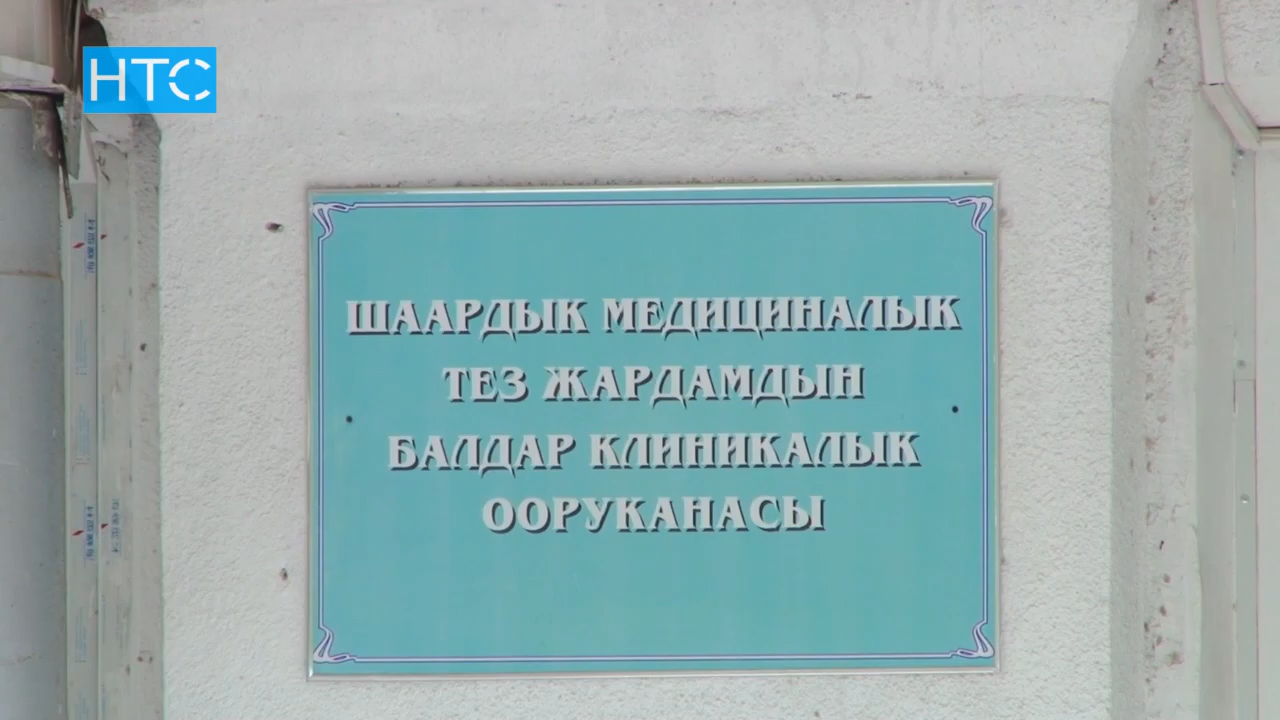 НТС
ШААРДЫК МЕДИЦИНАЛЫК
ТЕЗ ЖАРДАМДЫН
БАЛДАР КЛИНИКАЛЫК
ООРУКАНАСЫ